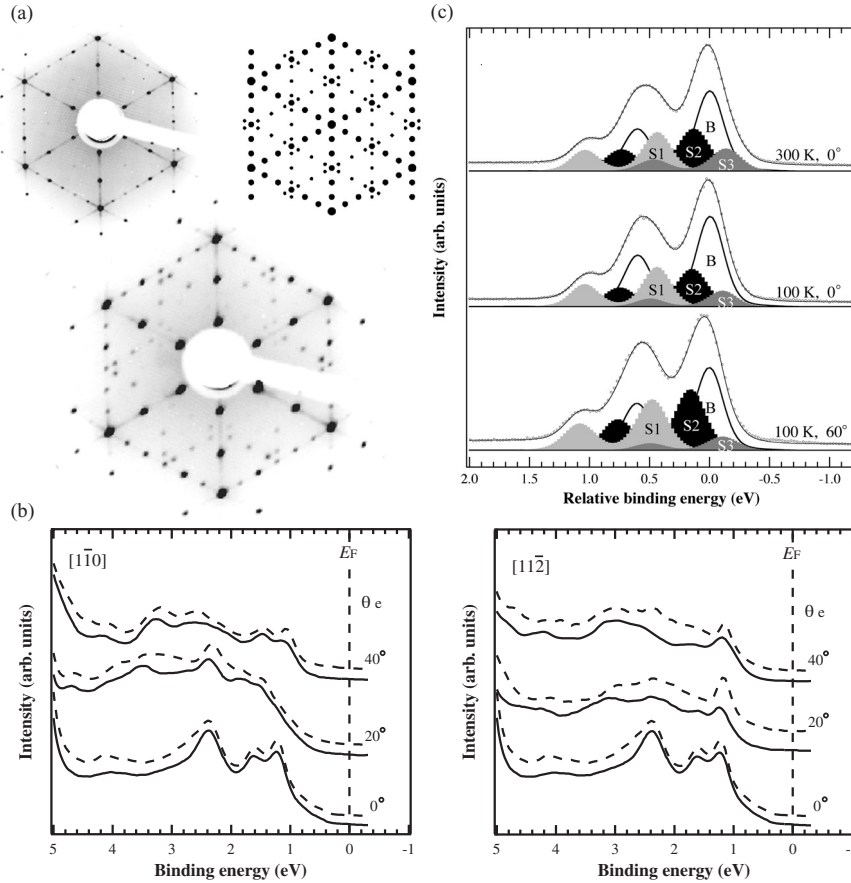 (a)
(c)
B
S1
S2
S3
300 K, 0°
B
S1
S2
S3
100 K, 0°
B
S1
S2
S3
100 K, 60°
Intensity (arb. units)
2.0 1.5 1.0 0.5 0.0 -0.5 -1.0
Relative binding energy (eV)
(b)
[11̄0]
EF
θ e
40°
20°
0°
Intensity (arb. units)
5 4 3 2 1 0 -1
Binding energy (eV)
[112̄]
EF
θ e
40°
20°
0°
Intensity (arb. units)
5 4 3 2 1 0 -1
Binding energy (eV)